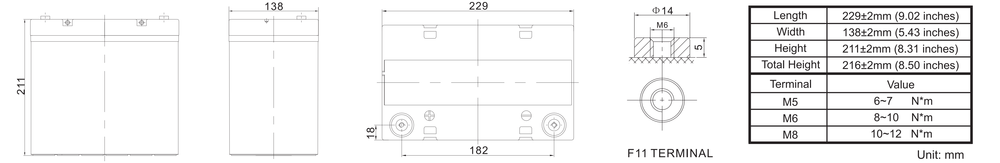 211
138
229
18
182
Φ14
M6
5
F11 TERMINAL
Length 229±2mm (9.02 inches)
Width 138±2mm (5.43 inches)
Height 211±2mm (8.31 inches)
Total Height 216±2mm (8.50 inches)
Terminal Value
M5 6~7 N*m
M6 8~10 N*m
M8 10~12 N*m
Unit: mm